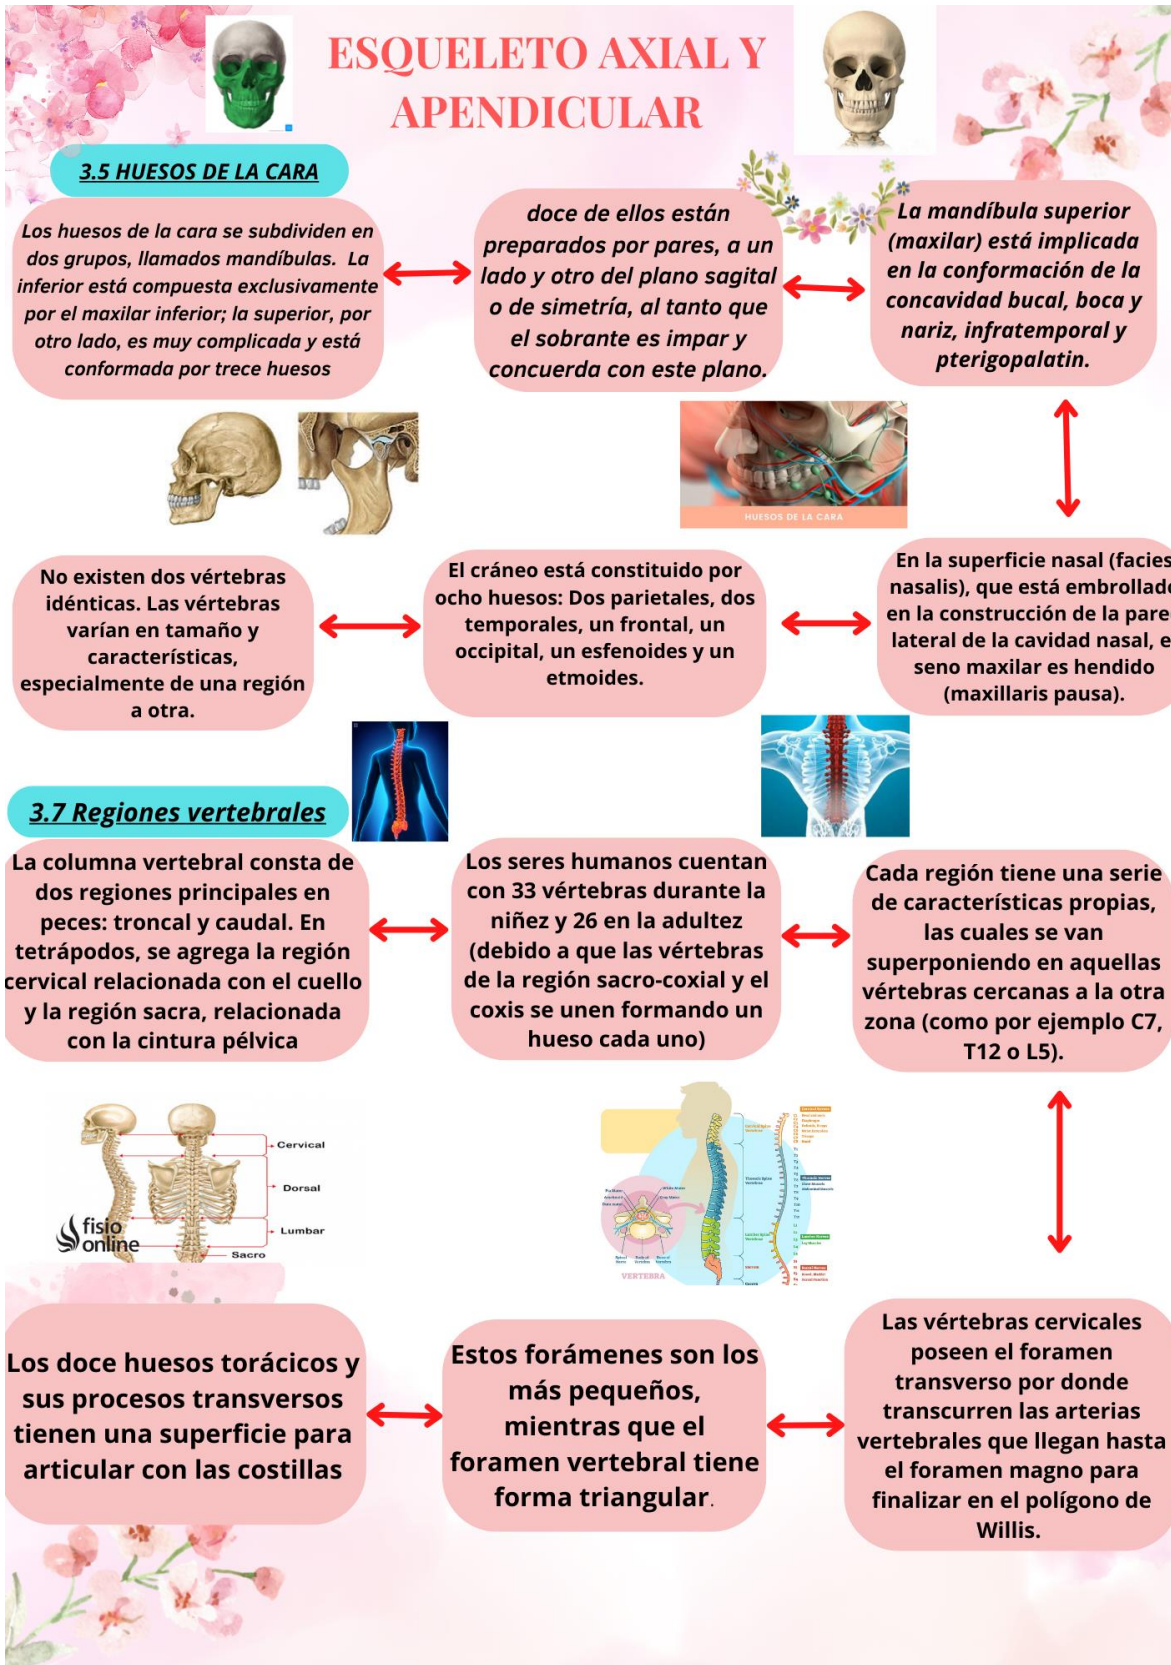 ESQUELETO AXIAL Y
APENDICULAR
3.5 HUESOS DE LA CARA
Los huesos de la cara se subdividen en
dos grupos, llamados mandíbulas. La
inferior está compuesta exclusivamente
por el maxilar inferior; la superior, por
otro lado, es muy complicada y está
conformada por trece huesos
doce de ellos están
preparados por pares, a un
lado y otro del plano sagital
o de simetría, al tanto que
el sobrante es impar y
concuerda con este plano.
La mandíbula superior
(maxilar) está implicada
en la conformación de la
concavidad bucal, boca y
nariz, infratemporal y
pterigopalatin.
HUESOS DE LA CARA
No existen dos vértebras
idénticas. Las vértebras
varían en tamaño y
características,
especialmente de una región
a otra.
El cráneo está constituido por
ocho huesos: Dos parietales, dos
temporales, un frontal, un
occipital, un esfenoides y un
etmoides.
En la superficie nasal (facies
nasalis), que está embrollad
en la construcción de la pare
lateral de la cavidad nasal, e
seno maxilar es hendido
(maxillaris pausa).
3.7 Regiones vertebrales
La columna vertebral consta de
dos regiones principales en
peces: troncal y caudal. En
tetrápodos, se agrega la región
cervical relacionada con el cuello
y la región sacra, relacionada
con la cintura pélvica
Los seres humanos cuentan
con 33 vértebras durante la
niñez y 26 en la adultez
(debido a que las vértebras
de la región sacro-coxial y el
coxis se unen formando un
hueso cada uno)
Cada región tiene una serie
de características propias,
las cuales se van
superponiendo en aquellas
vértebras cercanas a la otra
zona (como por ejemplo C7,
T12 o L5).
Cervical
Dorsal
Lumbar
Sacro
fisio
online
VERTEBRA
Los doce huesos torácicos y
sus procesos transversos
tienen una superficie para
articular con las costillas
Estos forámenes son los
más pequeños,
mientras que el
foramen vertebral tiene
forma triangular.
Las vértebras cervicales
poseen el foramen
transverso por donde
transcurren las arterias
vertebrales que llegan hasta
el foramen magno para
finalizar en el polígono de
Willis.